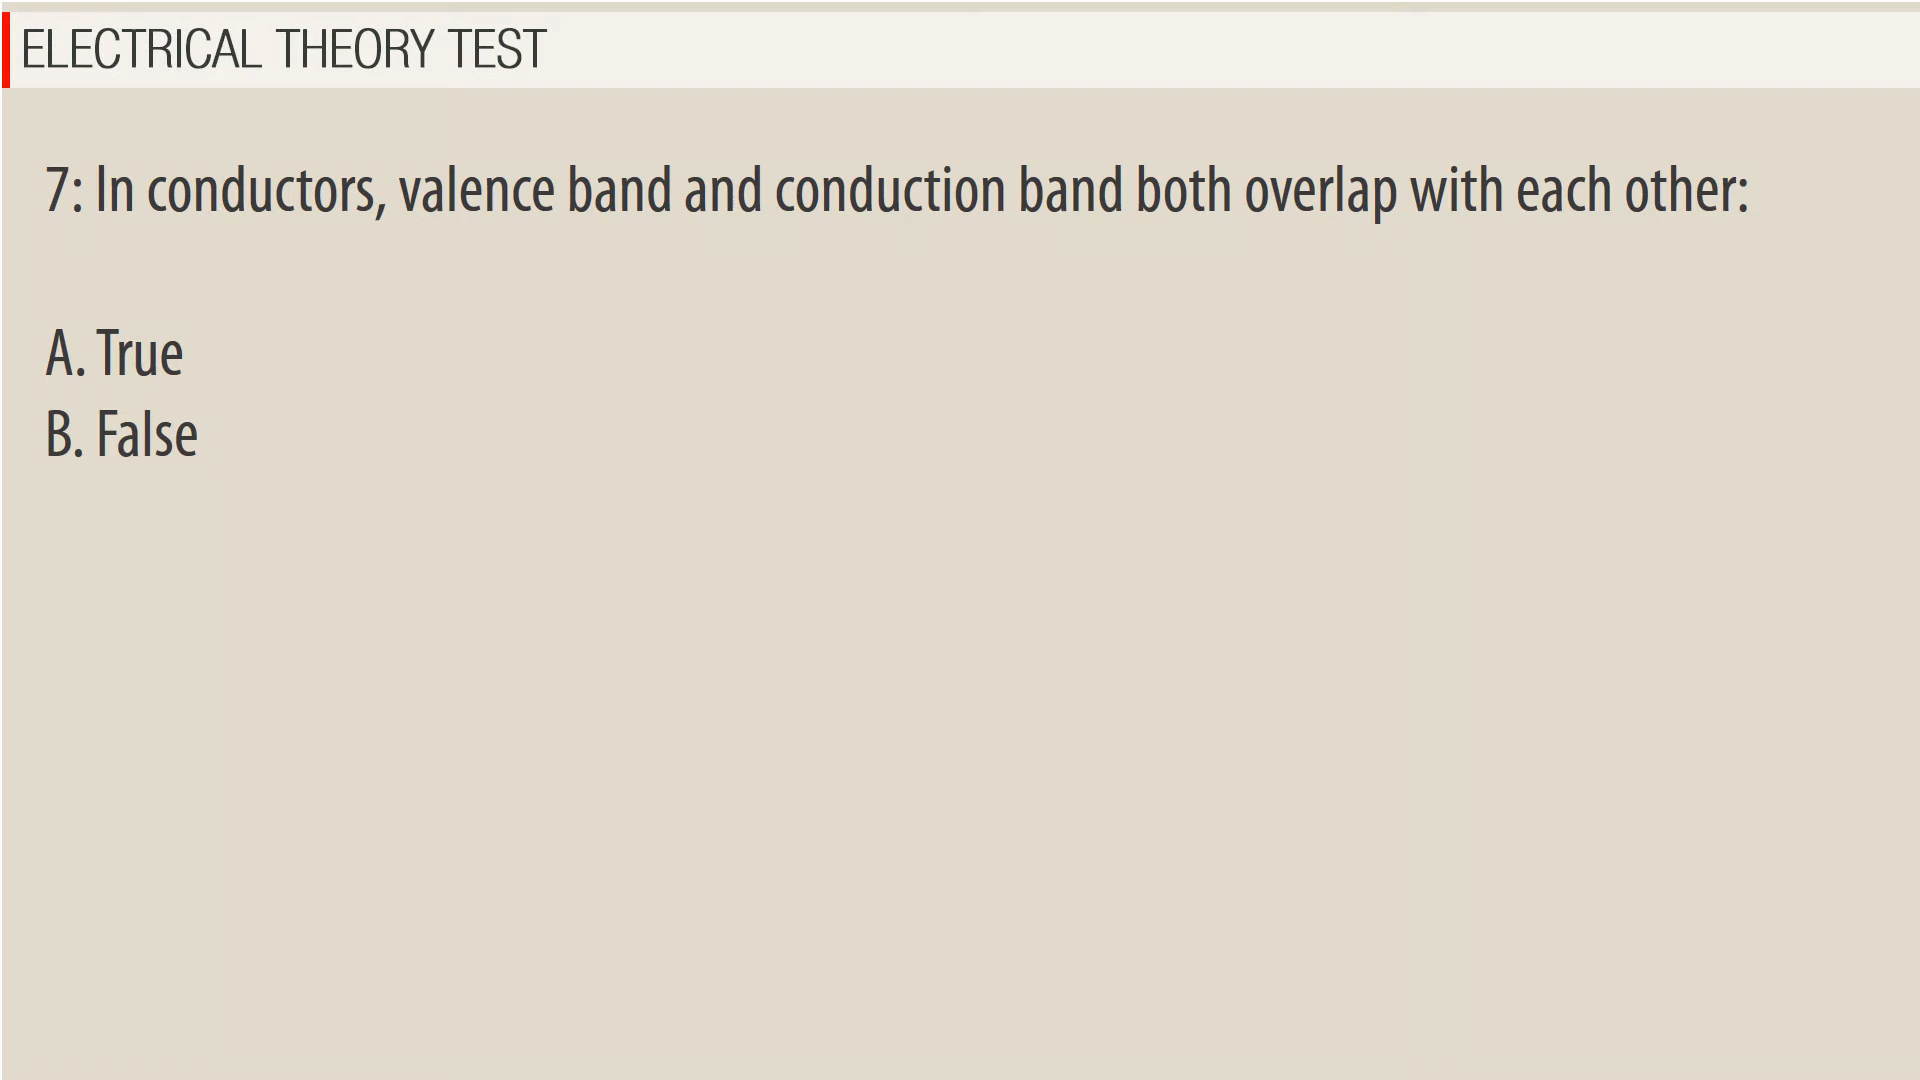 ELECTRICAL THEORY TEST
7: In conductors, valence band and conduction band both overlap with each other:
A. True
B. False